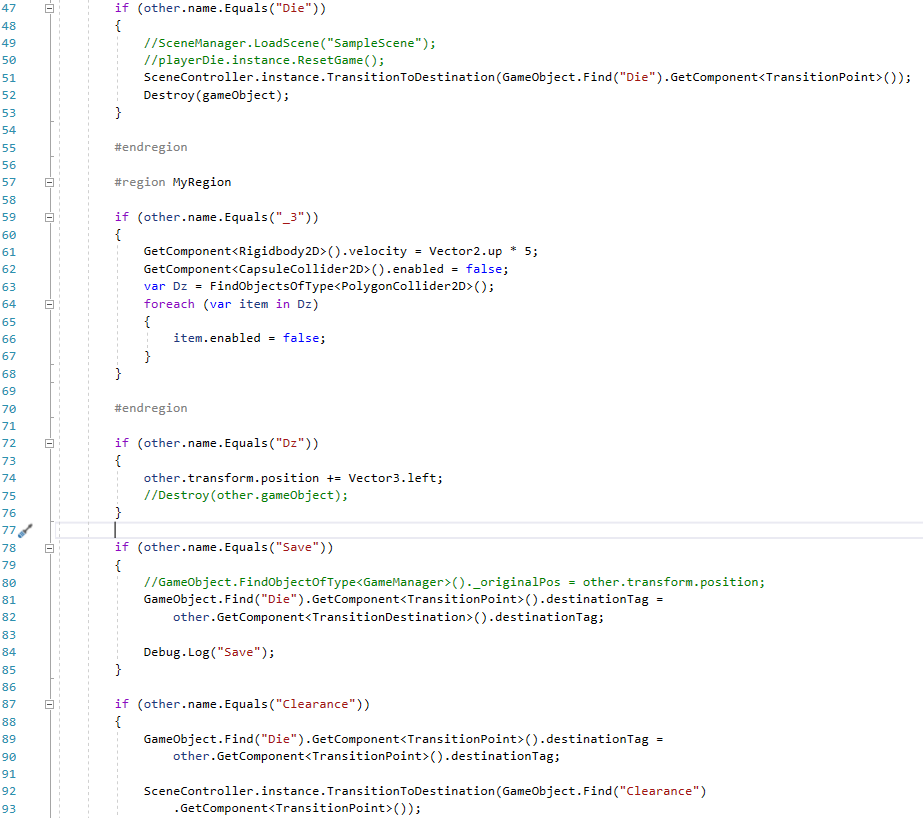 47 if (other.name.Equals("Die"))
48 {
49 //SceneManager.LoadScene("SampleScene");
50 //playerDie.instance.ResetGame();
51 SceneController.instance.TransitionToDestination(GameObject.Find("Die").GetComponent<TransitionPoint>());
52 Destroy(gameObject);
53 }
54
55 #endregion
56
57 #region MyRegion
58
59 if (other.name.Equals("_3"))
60 {
61 GetComponent<Rigidbody2D>().velocity = Vector2.up * 5;
62 GetComponent<CapsuleCollider2D>().enabled = false;
63 var Dz = FindObjectsOfType<PolygonCollider2D>();
64 foreach (var item in Dz)
65 {
66 item.enabled = false;
67 }
68 }
69
70 #endregion
71
72 if (other.name.Equals("Dz"))
73 {
74 other.transform.position += Vector3.left;
75 //Destroy(other.gameObject);
76 }
77
78 if (other.name.Equals("Save"))
79 {
80 //GameObject.FindObjectOfType<GameManager>()._originalPos = other.transform.position;
81 GameObject.Find("Die").GetComponent<TransitionPoint>().destinationTag =
82 other.GetComponent<TransitionDestination>().destinationTag;
83
84 Debug.Log("Save");
85 }
86
87 if (other.name.Equals("Clearance"))
88 {
89 GameObject.Find("Die").GetComponent<TransitionPoint>().destinationTag =
90 other.GetComponent<TransitionPoint>().destinationTag;
91
92 SceneController.instance.TransitionToDestination(GameObject.Find("Clearance")
93 .GetComponent<TransitionPoint>());